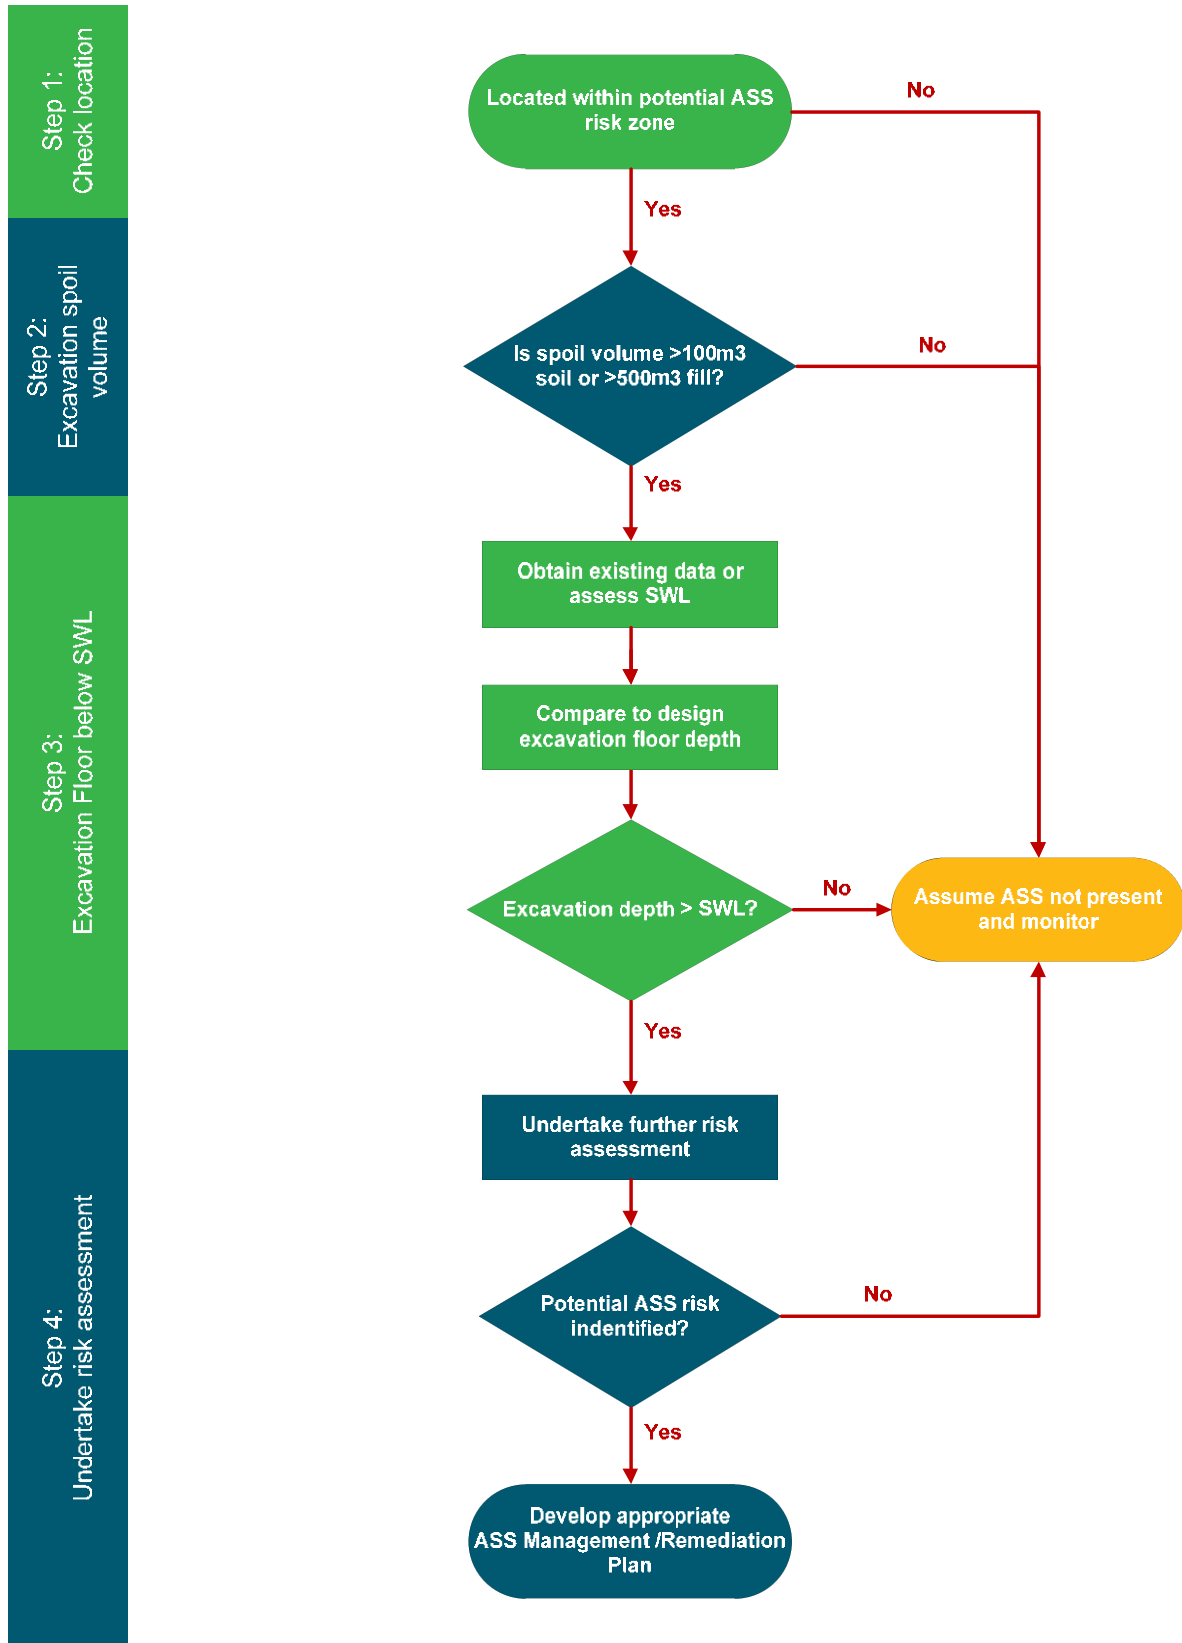 Step 1:
Check location
Located within potential ASS
risk zone
No
Yes
Step 2:
Excavation spoil
volume
Is spoil volume >100m3
soil or >500m3 fill?
No
Yes
Step 3:
Excavation Floor below SWL
Obtain existing data or
assess SWL
Compare to design
excavation floor depth
Excavation depth > SWL?
No
Assume ASS not present
and monitor
Yes
Step 4:
Undertake risk assessment
Undertake further risk
assessment
Potential ASS risk
indentified?
No
Yes
Develop appropriate
ASS Management /Remediation
Plan